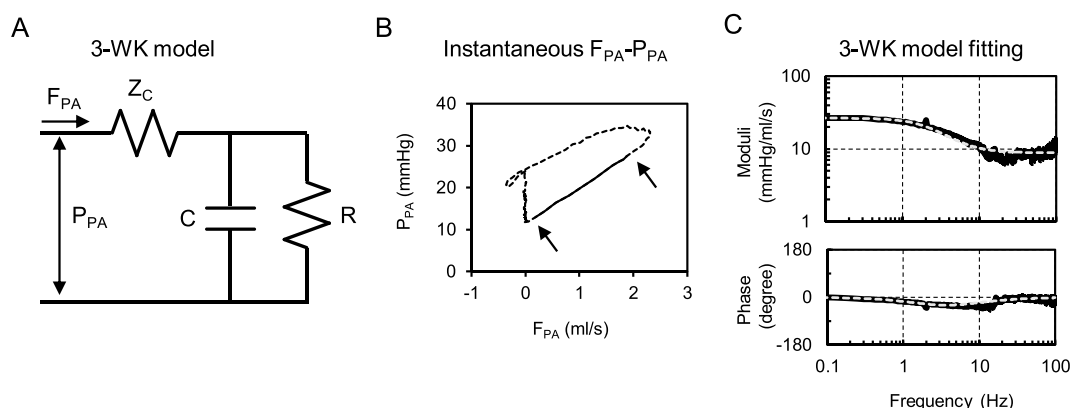 A
3-WK model
F_PA
Z_C
P_PA
C
R
B
Instantaneous F_PA-P_PA
P_PA (mmHg)
40
30
20
10
0
-1
0
1
2
3
F_PA (ml/s)
C
3-WK model fitting
Moduli
(mmHg/ml/s)
100
10
1
Phase
(degree)
180
0
-180
0.1
1
10
100
Frequency (Hz)